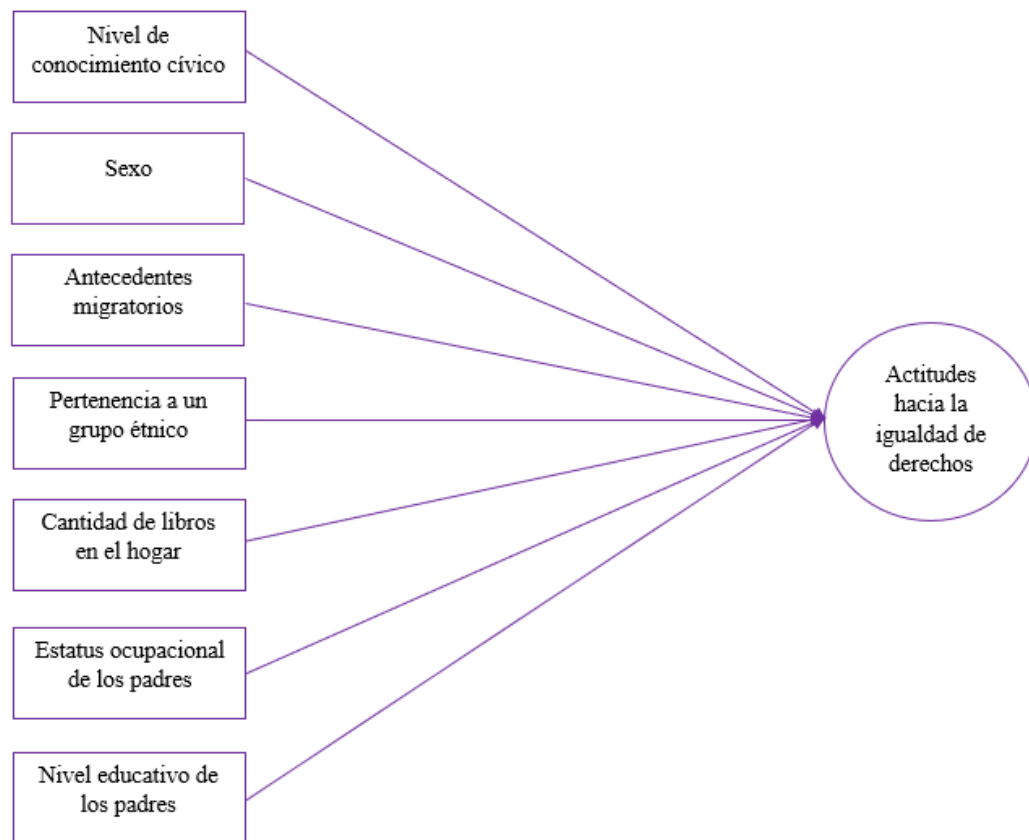 Nivel de
conocimiento cívico
Sexo
Antecedentes
migratorios
Pertenencia a un
grupo étnico
Cantidad de libros
en el hogar
Estatus ocupacional
de los padres
Nivel educativo de
los padres
Actitudes
hacia la
igualdad de
derechos